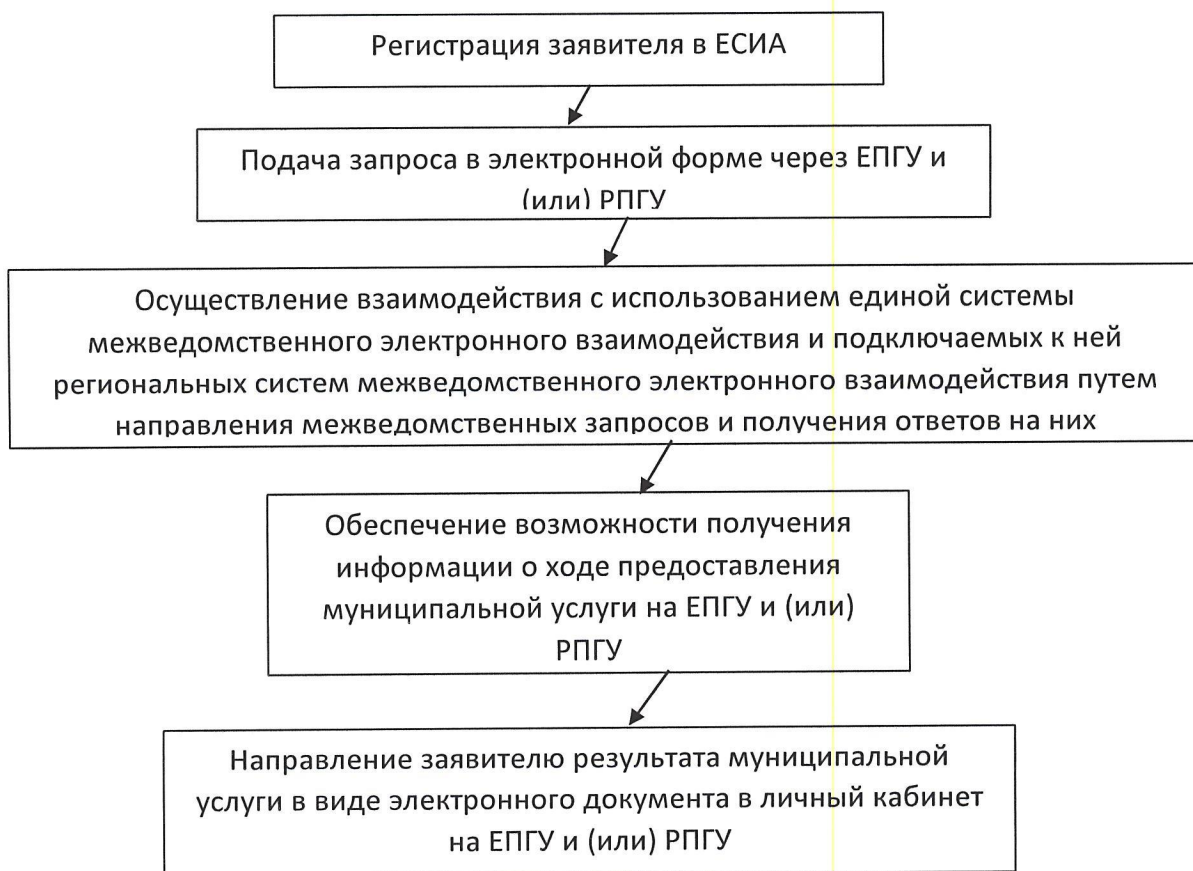 Регистрация заявителя в ЕСИА
Подача запроса в электронной форме через ЕПГУ и
(или) РПГУ
Осуществление взаимодействия с использованием единой системы
межведомственного электронного взаимодействия и подключаемых к ней
региональных систем межведомственного электронного взаимодействия путем
направления межведомственных запросов и получения ответов на них
Обеспечение возможности получения
информации о ходе предоставления
муниципальной услуги на ЕПГУ и (или)
РПГУ
Направление заявителю результата муниципальной
услуги в виде электронного документа в личный кабинет
на ЕПГУ и (или) РПГУ